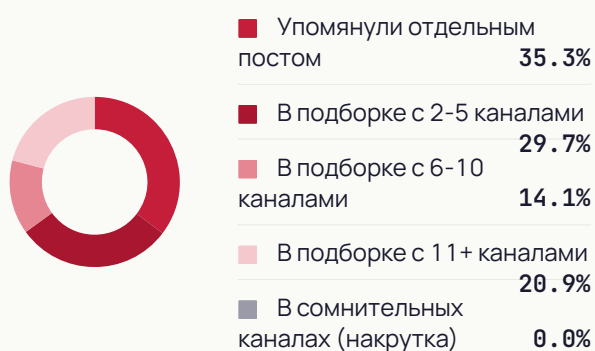 Упомянули отдельным
постом 35.3%
В подборке с 2-5 каналами
29.7%
В подборке с 6-10
каналами 14.1%
В подборке с 11+ каналами
20.9%
В сомнительных
каналах (накрутка) 0.0%